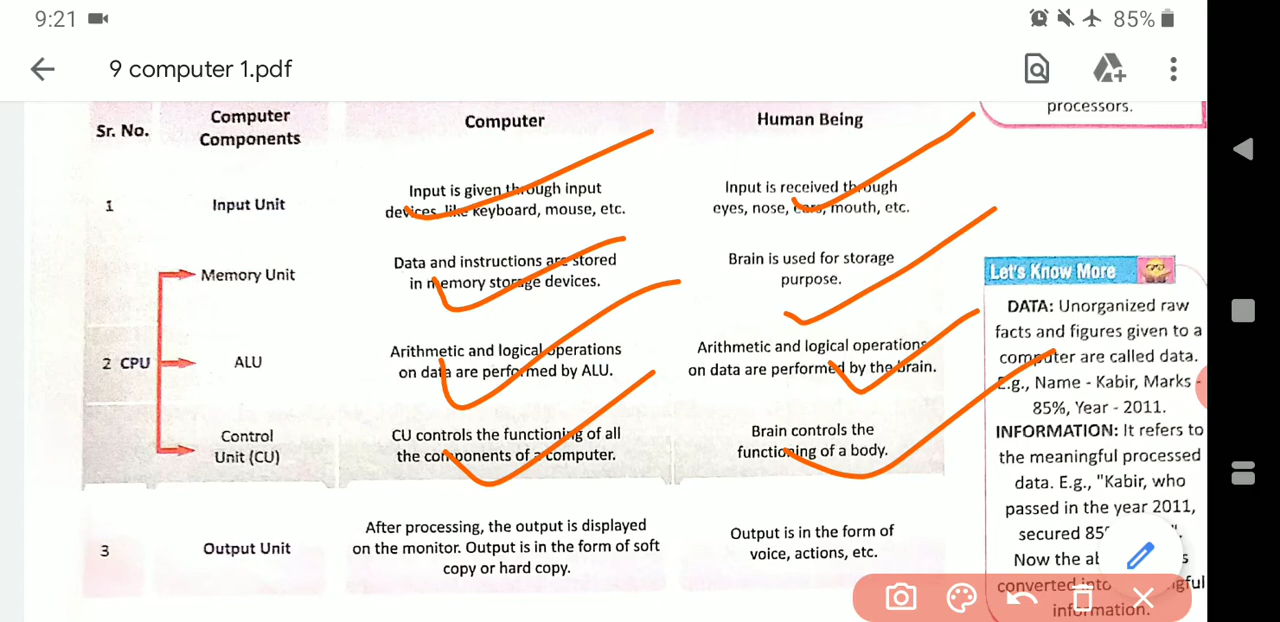 9:21
85%
9 computer 1.pdf
processors.
Sr. No.
Computer
Components
Computer
Human Being
1
Input Unit
Input is given through input
devices, like keyboard, mouse, etc.
Input is received through
eyes, nose, ears, mouth, etc.
2 CPU
Memory Unit
Data and instructions are stored
in memory storage devices.
Brain is used for storage
purpose.
ALU
Arithmetic and logical operations
on data are performed by ALU.
Arithmetic and logical operations
on data are performed by the brain.
Control
Unit (CU)
CU controls the functioning of all
the components of a computer.
Brain controls the
functioning of a body.
3
Output Unit
After processing, the output is displayed
on the monitor. Output is in the form of soft
copy or hard copy.
Output is in the form of
voice, actions, etc.
Let's Know More
DATA: Unorganized raw
facts and figures given to a
computer are called data.
E.g., Name - Kabir, Marks -
85%, Year - 2011.
INFORMATION: It refers to
the meaningful processed
data. E.g., "Kabir, who
passed in the year 2011,
secured
Now the
converted into
information.